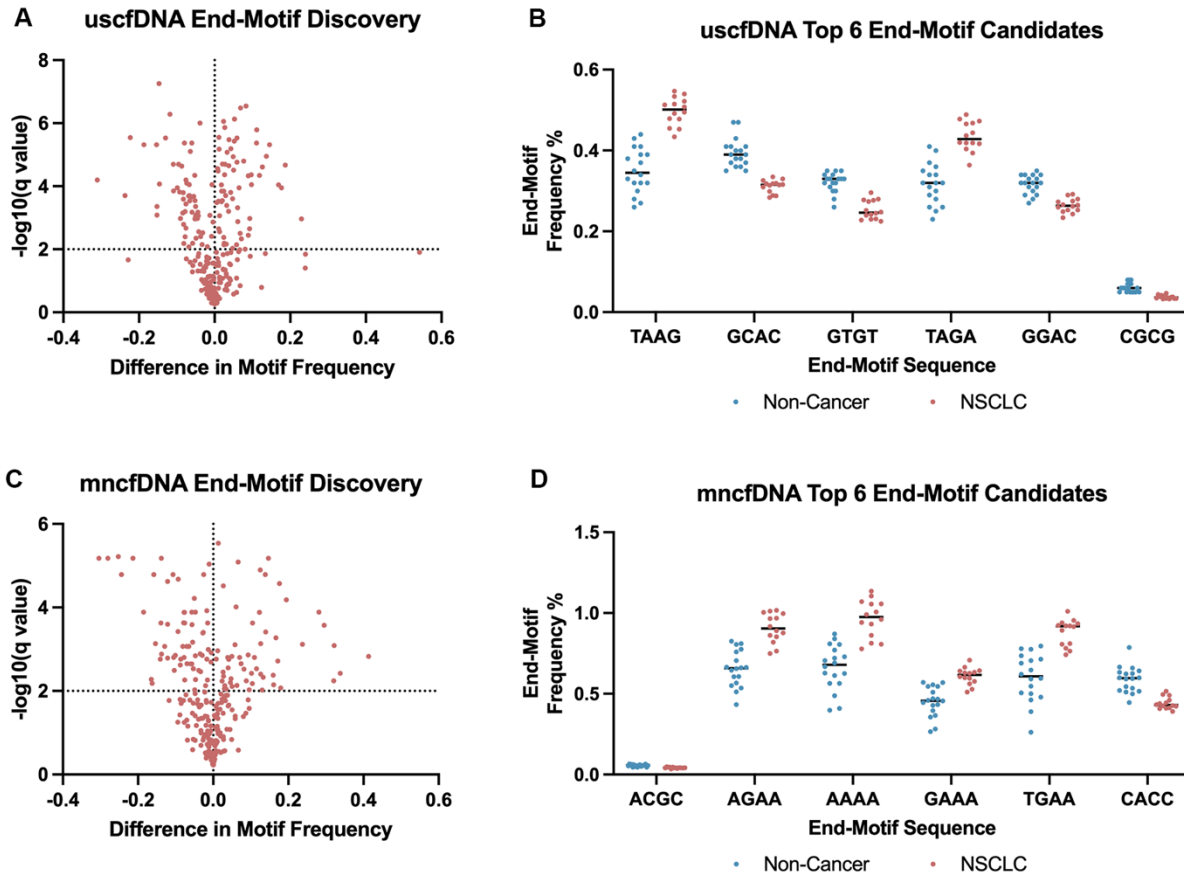 A
uscfDNA End-Motif Discovery
-log10(q value)
8
6
4
2
0
-0.4 -0.2 0.0 0.2 0.4 0.6
Difference in Motif Frequency
B
uscfDNA Top 6 End-Motif Candidates
End-Motif
Frequency %
0.6
0.4
0.2
0.0
TAAG GCAC GTGT TAGA GGAC CGCG
End-Motif Sequence
Non-Cancer NSCLC
C
mncfDNA End-Motif Discovery
-log10(q value)
6
4
2
0
-0.4 -0.2 0.0 0.2 0.4 0.6
Difference in Motif Frequency
D
mncfDNA Top 6 End-Motif Candidates
End-Motif
Frequency %
1.5
1.0
0.5
0.0
ACGC AGAA AAAA GAAA TGAA CACC
End-Motif Sequence
Non-Cancer NSCLC